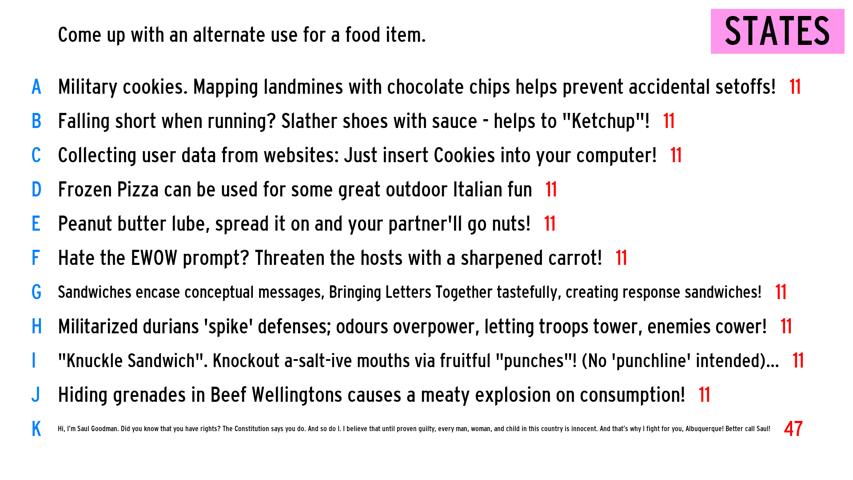 Come up with an alternate use for a food item.
STATES
A Military cookies. Mapping landmines with chocolate chips helps prevent accidental setoffs! 11
B Falling short when running? Slather shoes with sauce - helps to "Ketchup"! 11
C Collecting user data from websites: Just insert Cookies into your computer! 11
D Frozen Pizza can be used for some great outdoor Italian fun 11
E Peanut butter lube, spread it on and your partner'll go nuts! 11
F Hate the EWOW prompt? Threaten the hosts with a sharpened carrot! 11
G Sandwiches encase conceptual messages, Bringing Letters Together tastefully, creating response sandwiches! 11
H Militarized durians 'spike' defenses; odours overpower, letting troops tower, enemies cower! 11
I "Knuckle Sandwich". Knockout a-salt-ive mouths via fruitful "punches"! (No 'punchline' intended)... 11
J Hiding grenades in Beef Wellingtons causes a meaty explosion on consumption! 11
K Hi, I'm Saul Goodman. Did you know that you have rights? The Constitution says you do. And so do I. I believe that until proven guilty, every man, woman, and child in this country is innocent. And that's why I fight for you, Albuquerque! Better call Saul! 47